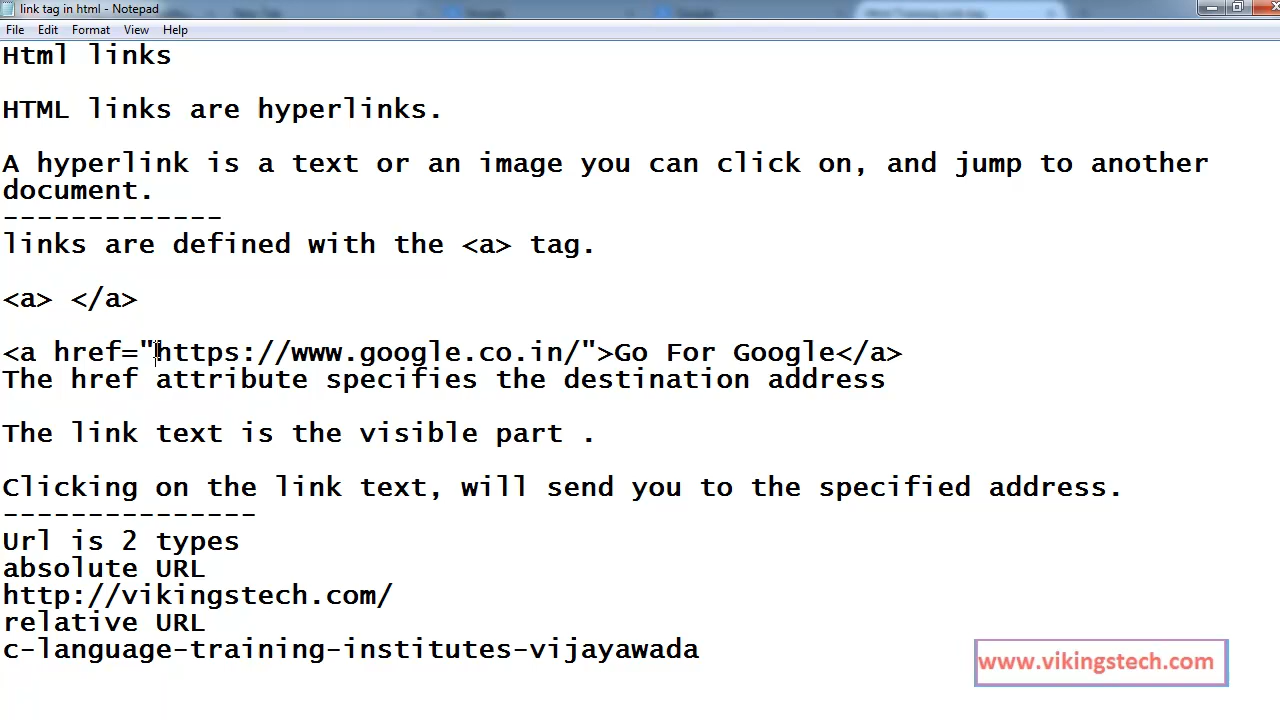 link tag in html - Notepad
File Edit Format View Help
Html links
HTML links are hyperlinks.
A hyperlink is a text or an image you can click on, and jump to another
document.
-------------
links are defined with the <a> tag.
<a> </a>
<a href="https://www.google.co.in/">Go For Google</a>
The href attribute specifies the destination address
The link text is the visible part .
Clicking on the link text, will send you to the specified address.
---------------
Url is 2 types
absolute URL
http://vikingstech.com/
relative URL
c-language-training-institutes-vijayawada
www.vikingstech.com